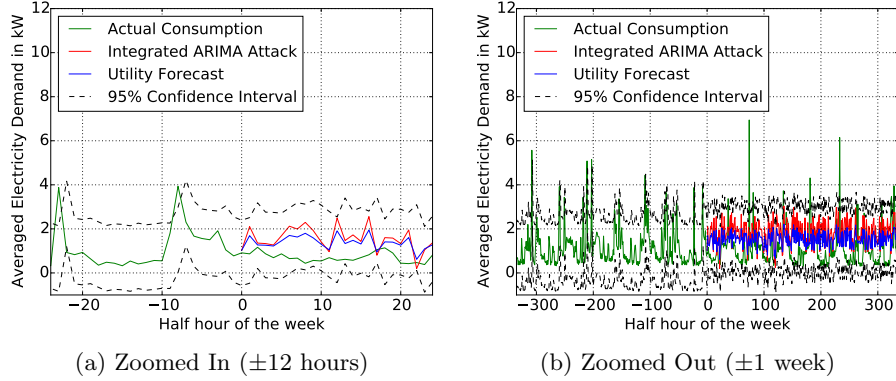 Averaged Electricity Demand in kW
12
10
8
6
4
2
0
Actual Consumption
Integrated ARIMA Attack
Utility Forecast
95% Confidence Interval
−20 −10 0 10 20
Half hour of the week
(a) Zoomed In (±12 hours)
Averaged Electricity Demand in kW
12
10
8
6
4
2
0
Actual Consumption
Integrated ARIMA Attack
Utility Forecast
95% Confidence Interval
−300 −200 −100 0 100 200 300
Half hour of the week
(b) Zoomed Out (±1 week)